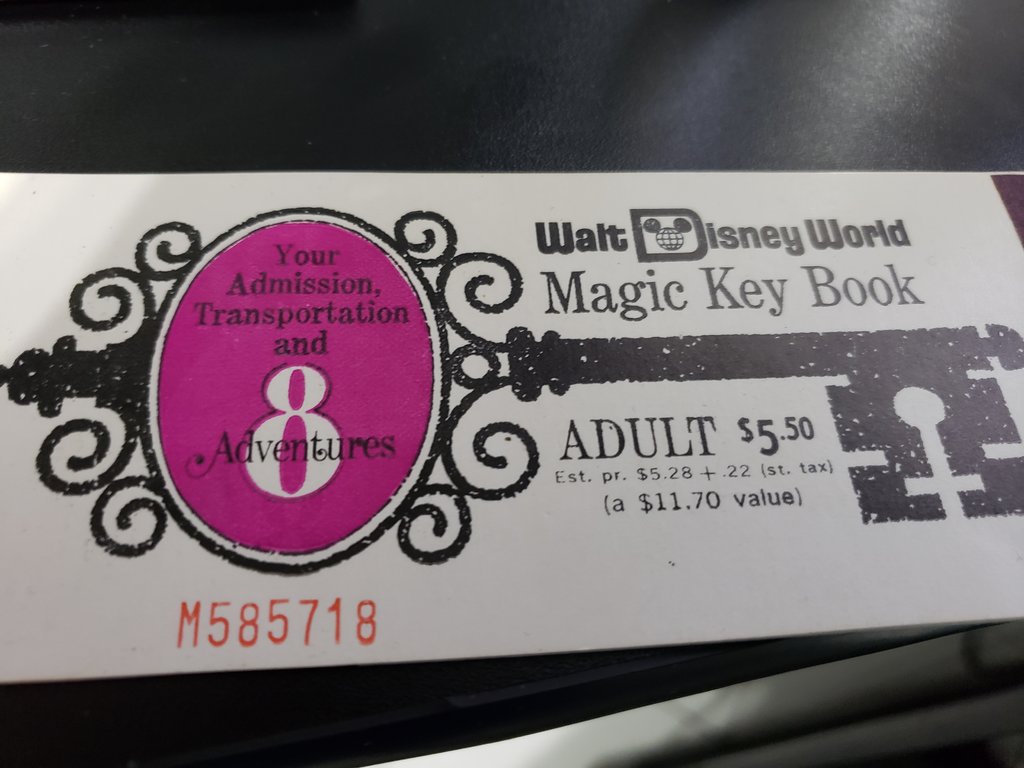 Your
Admission,
Transportation
and
8
Adventures
Walt Disney World
Magic Key Book
ADULT $5.50
Est. pr. $5.28 + .22 (st. tax)
(a $11.70 value)
M585718